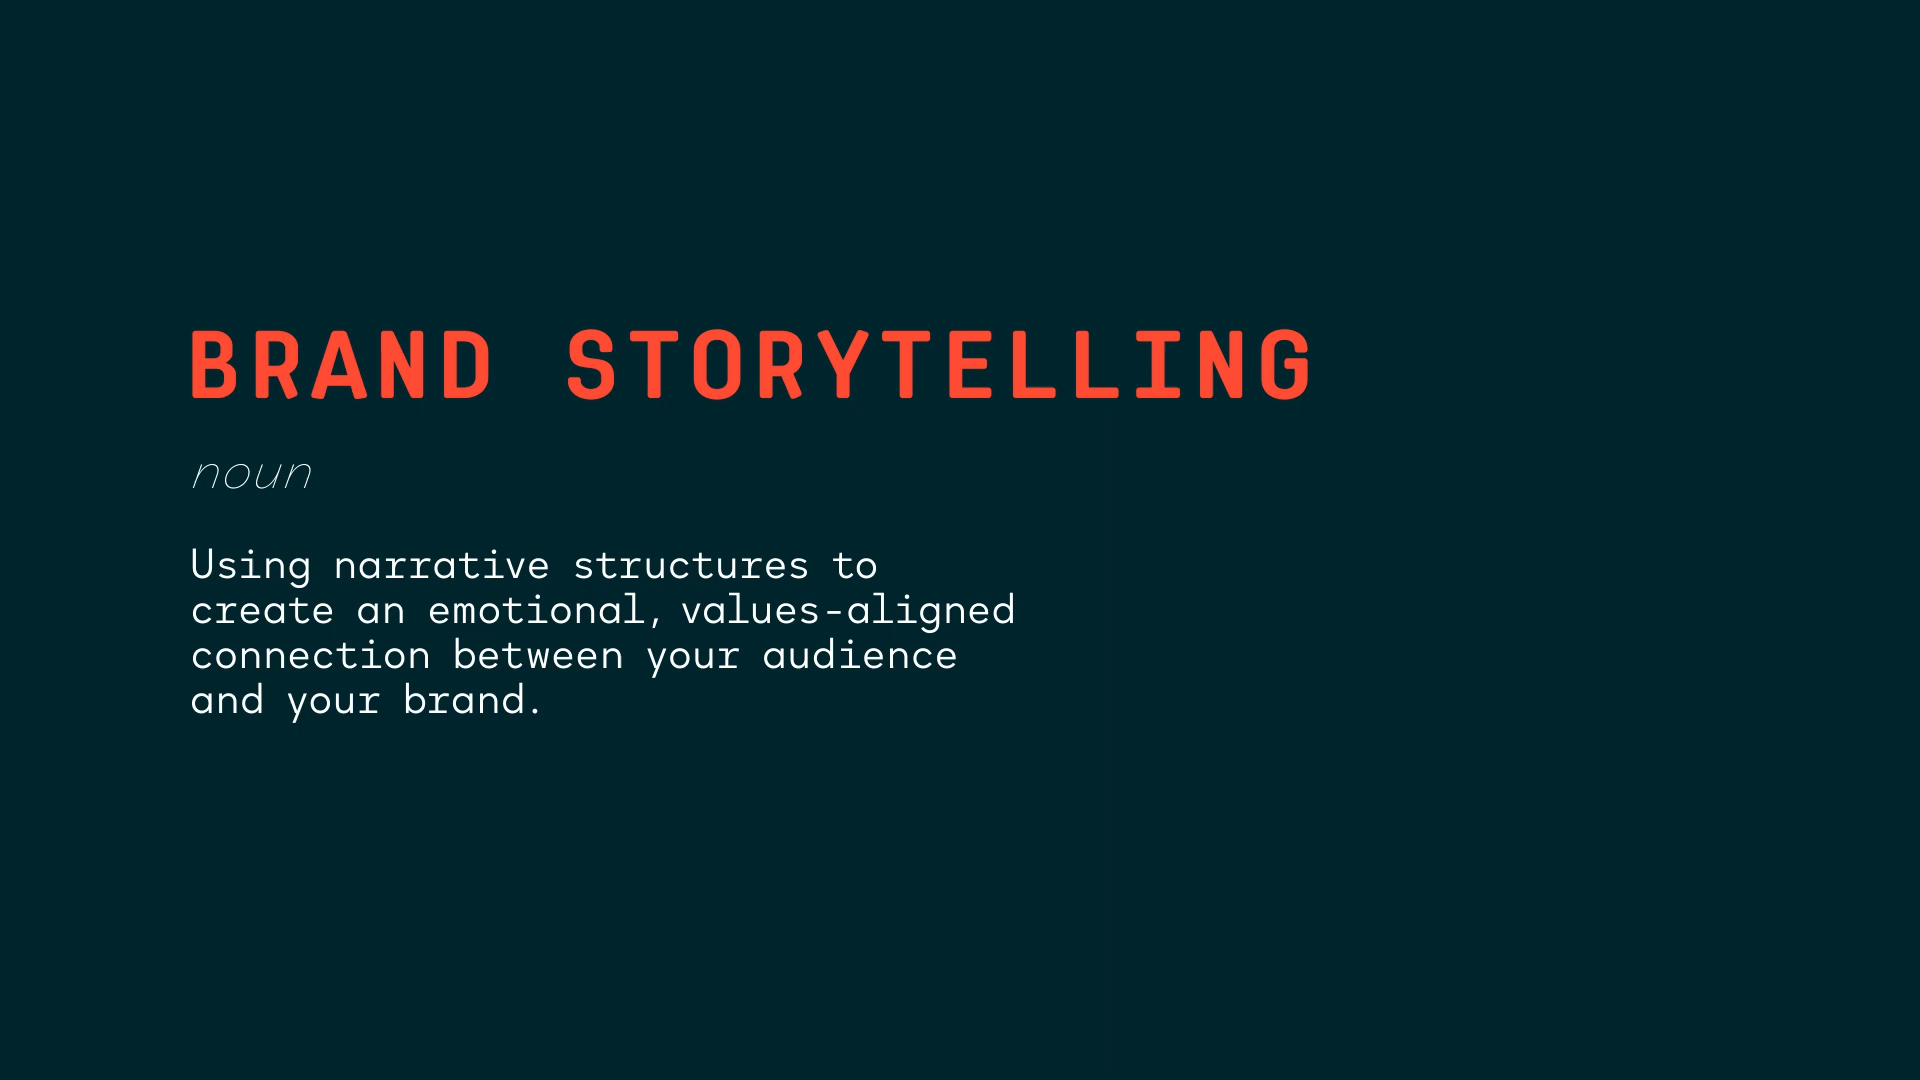 BRAND STORYTELLING
noun
Using narrative structures to
create an emotional, values-aligned
connection between your audience
and your brand.